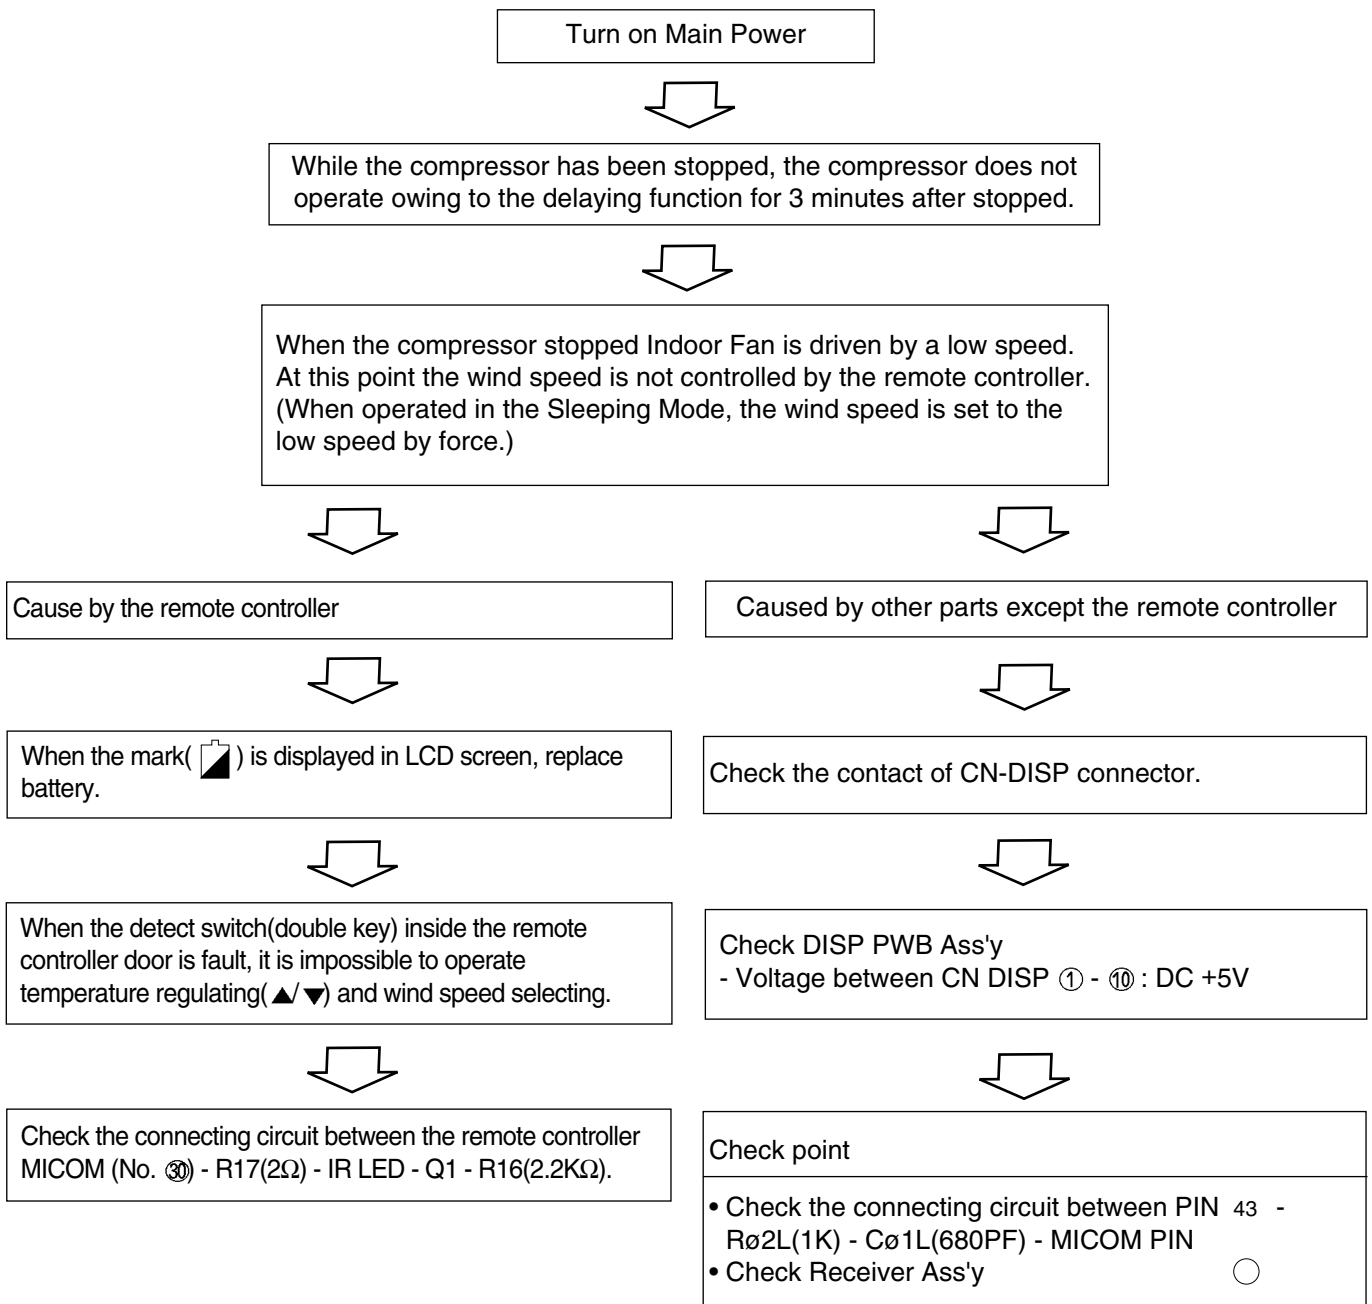 Turn on Main Power
While the compressor has been stopped, the compressor does not
operate owing to the delaying function for 3 minutes after stopped.
When the compressor stopped Indoor Fan is driven by a low speed.
At this point the wind speed is not controlled by the remote controller.
(When operated in the Sleeping Mode, the wind speed is set to the
low speed by force.)
Cause by the remote controller
When the mark( ) is displayed in LCD screen, replace
battery.
When the detect switch(double key) inside the remote
controller door is fault, it is impossible to operate
temperature regulating(▲/▼) and wind speed selecting.
Check the connecting circuit between the remote controller
MICOM (No. ㉚) - R17(2Ω) - IR LED - Q1 - R16(2.2KΩ).
Caused by other parts except the remote controller
Check the contact of CN-DISP connector.
Check DISP PWB Ass'y
- Voltage between CN DISP ① - ⑩ : DC +5V
Check point
• Check the connecting circuit between PIN 43 -
Rø2L(1K) - Cø1L(680PF) - MICOM PIN
• Check Receiver Ass'y